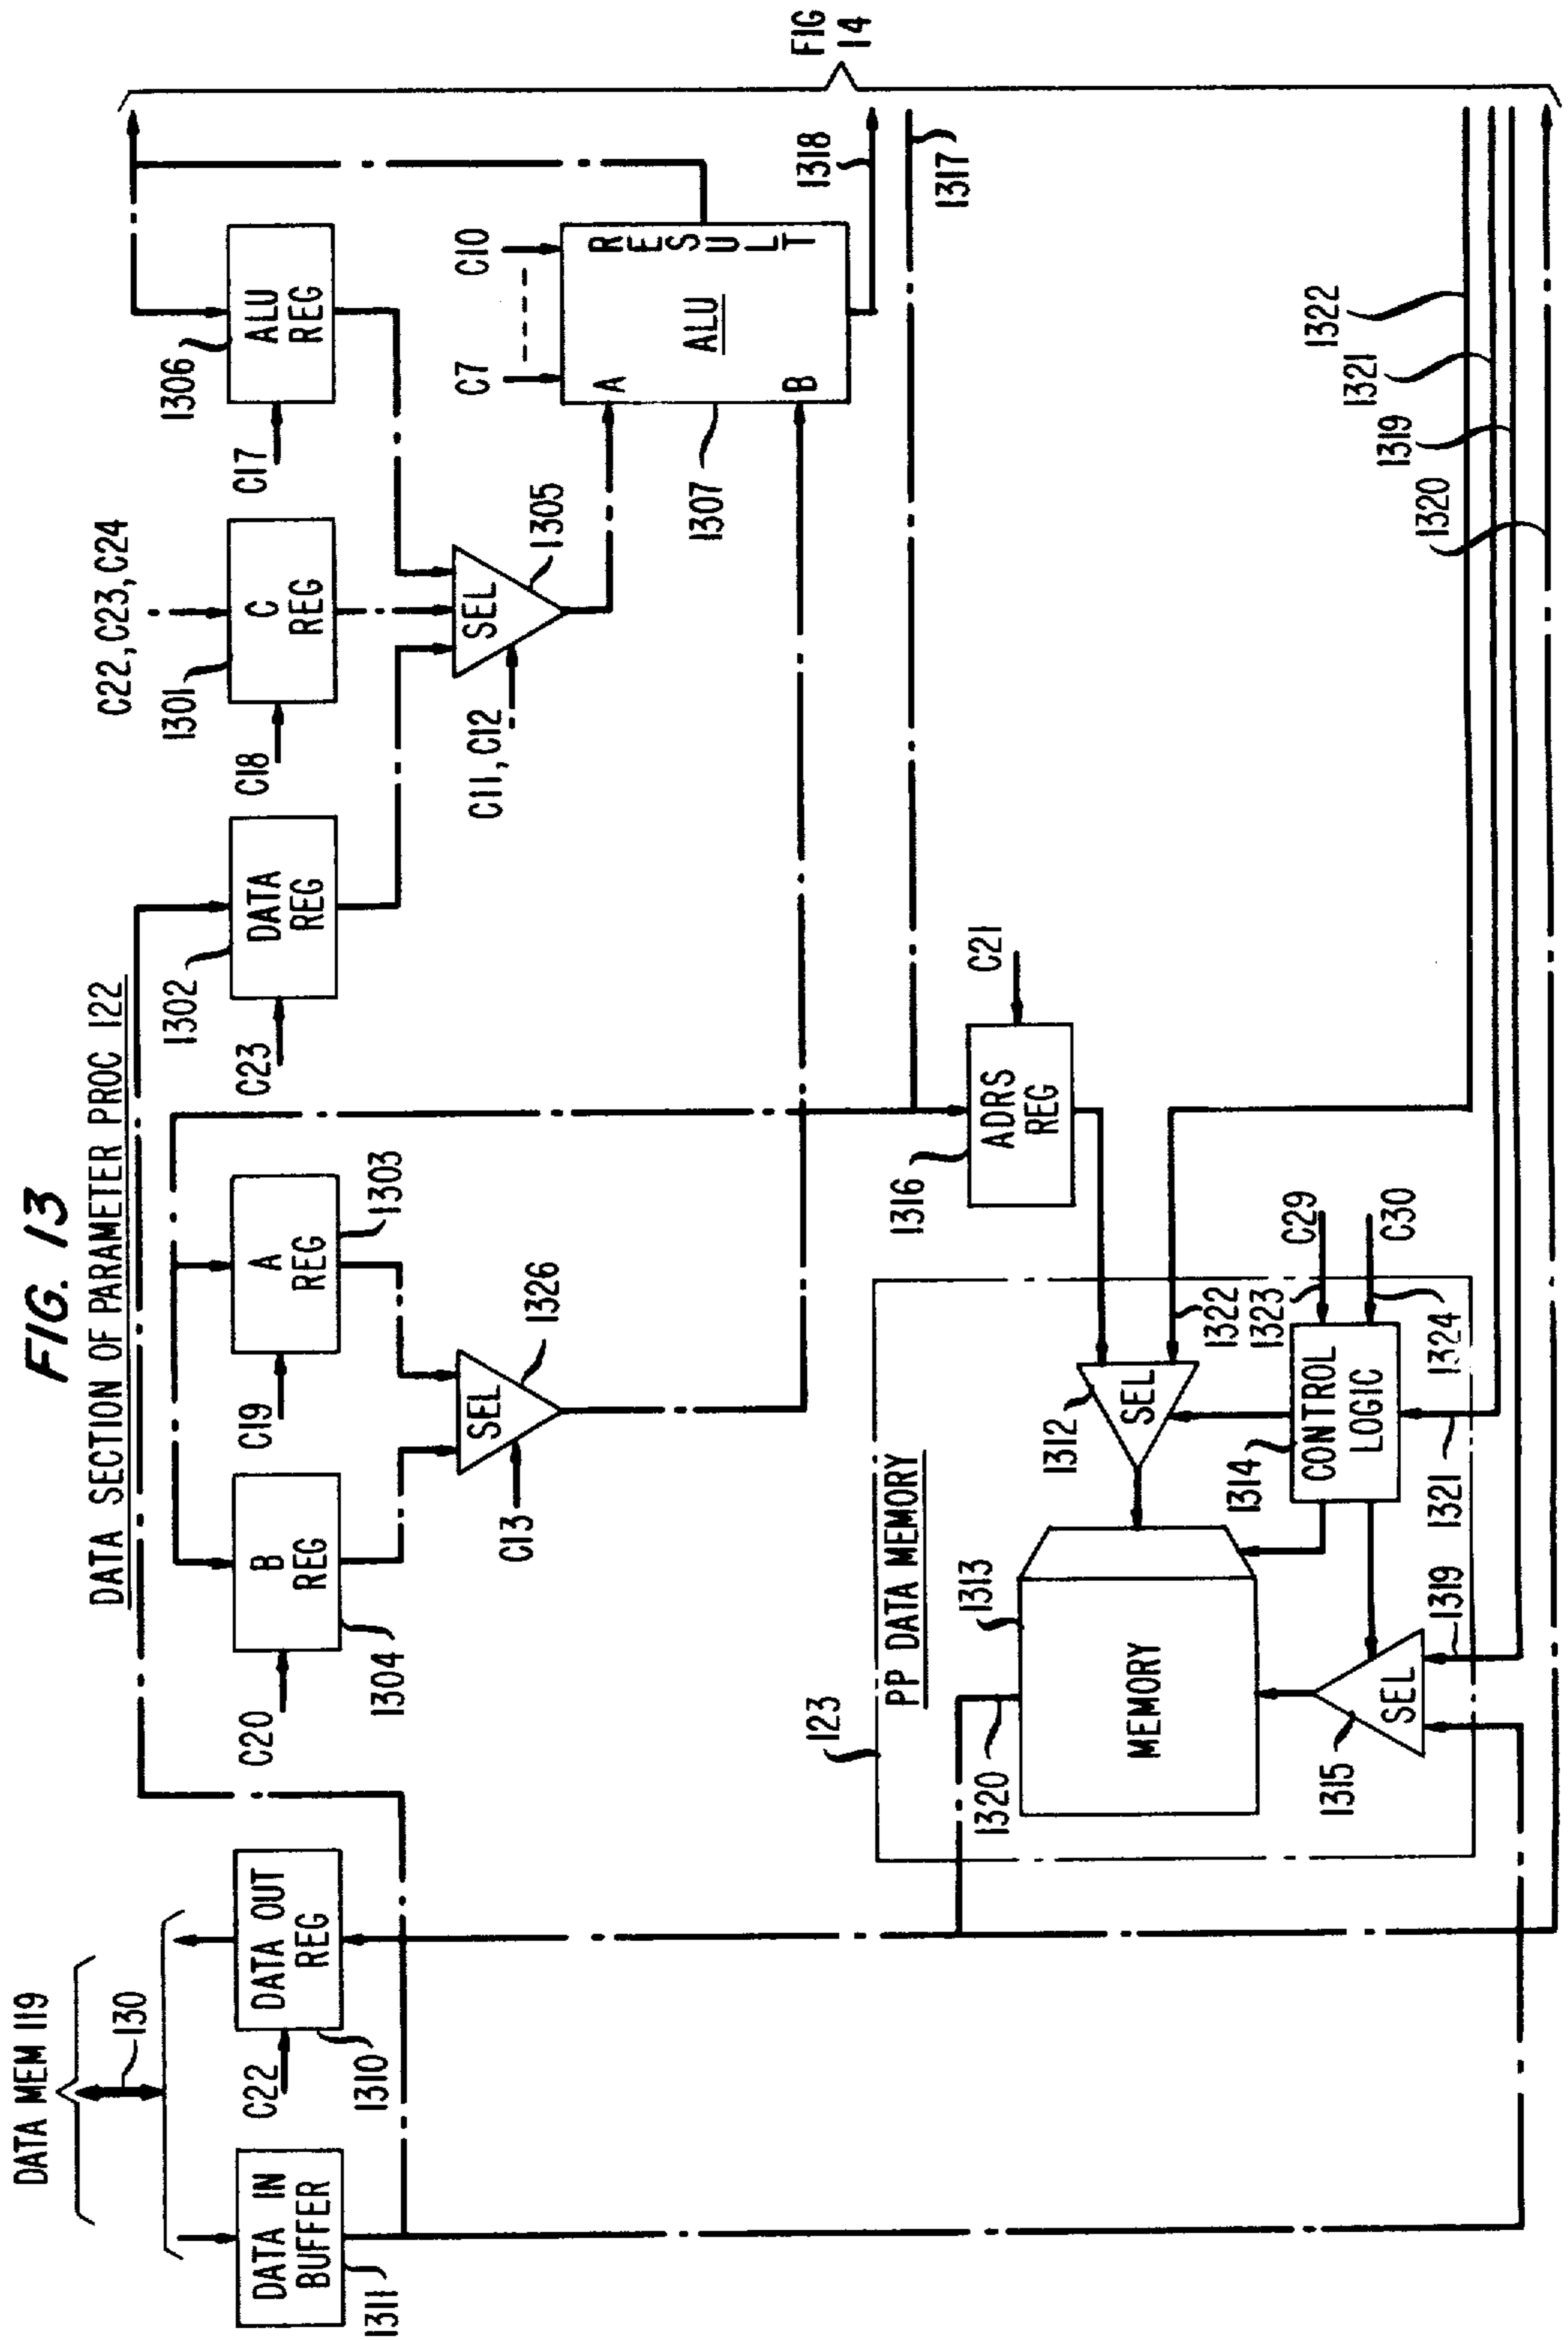 FIG. 13
DATA SECTION OF PARAMETER PROC 122
DATA MEM 119
130
DATA IN
BUFFER
1311
DATA OUT
REG
C22
1310
B
REG
C20
1304
A
REG
C19
1303
SEL
C13
1326
DATA
REG
C23
1302
C22, C23, C24
C
REG
C18
1301
ALU
REG
C17
1306
SEL
C11, C12
1305
C7
C10
A
B
ALU
RESULT
1307
1318
1317
FIG
14
123
PP DATA MEMORY
MEMORY
1313
1320
SEL
1315
1319
SEL
1312
1322
CONTROL
LOGIC
1314
1321
1323
C29
1324
C30
ADRS
REG
1316
C21
1322
1321
1319
1320